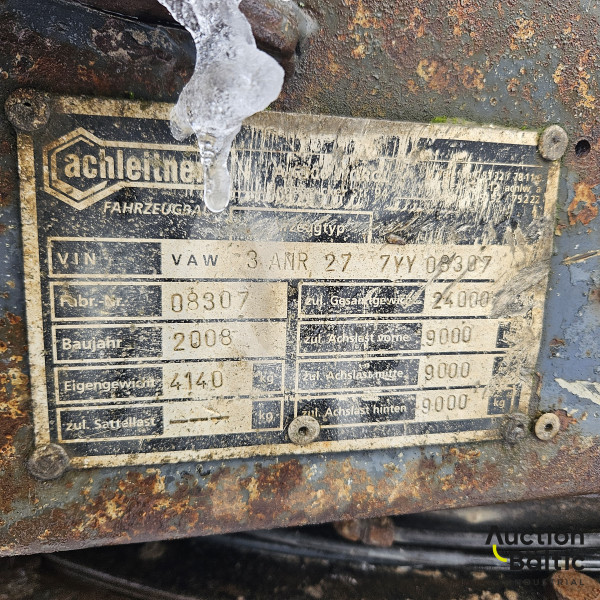 achleitner
FAHRZEUGBAU
Fahrzeugtyp
VIN VAW 3 ANR 27 7YY 08307
Fabr.-Nr. 08307 zul. Gesamtgewicht 24000
Baujahr 2008 zul. Achslast vorne 9000
Eigengewicht 4140 kg zul. Achslast mitte 9000
zul. Sattellast — kg zul. Achslast hinten 9000 kg
Auction
Baltic
INDUSTRIAL